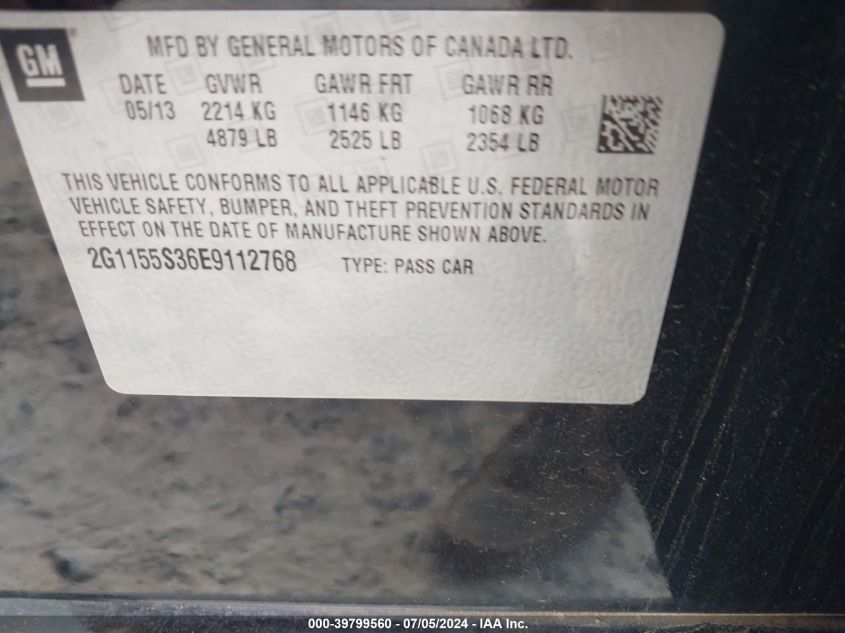 GM
MFD BY GENERAL MOTORS OF CANADA LTD.
DATE GVWR GAWR FRT GAWR RR
05/13 2214 KG 1146 KG 1068 KG
4879 LB 2525 LB 2354 LB
THIS VEHICLE CONFORMS TO ALL APPLICABLE U.S. FEDERAL MOTOR
VEHICLE SAFETY, BUMPER, AND THEFT PREVENTION STANDARDS IN
EFFECT ON THE DATE OF MANUFACTURE SHOWN ABOVE.
2G1155S36E9112768 TYPE: PASS CAR
000-39799560 / 07/05/2024 - IAA Inc.